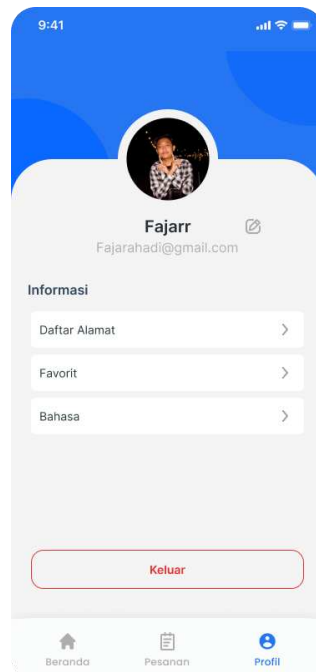 9:41
Fajarr
Fajarahadi@gmail.com
Informasi
Daftar Alamat
Favorit
Bahasa
Keluar
Beranda Pesanan Profil